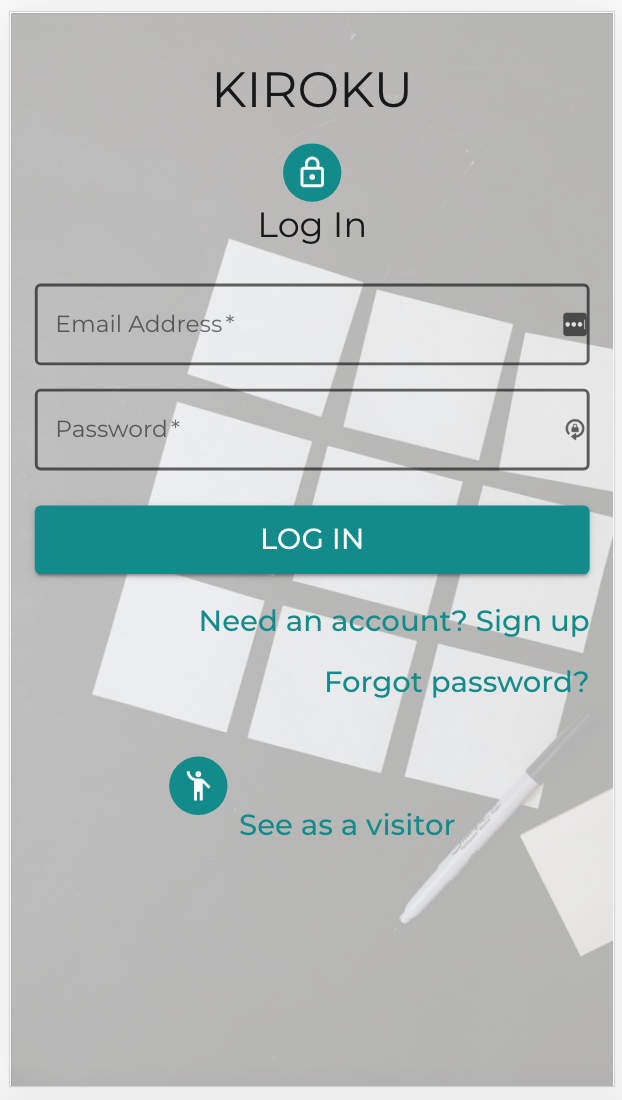 KIROKU
Log In
Email Address *
Password *
LOG IN
Need an account? Sign up
Forgot password?
See as a visitor